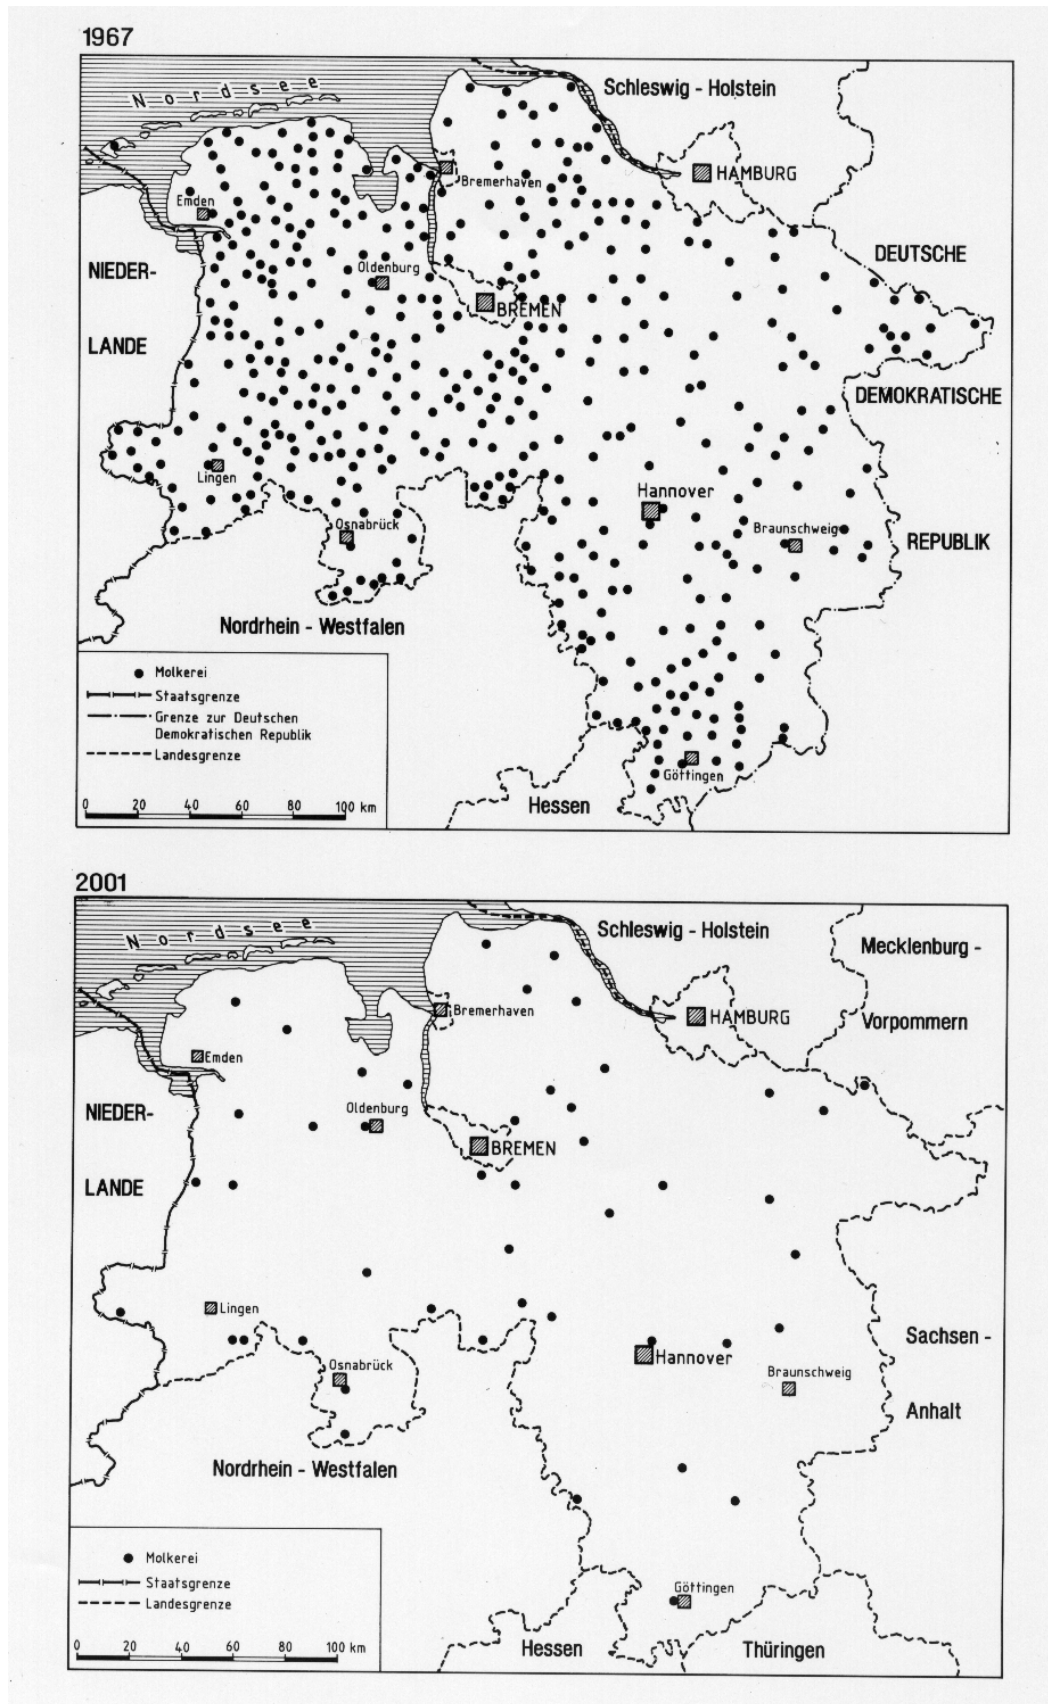 1967
Nordsee
Schleswig - Holstein
HAMBURG
Bremerhaven
Emden
DEUTSCHE
NIEDER-
Oldenburg
BREMEN
LANDE
DEMOKRATISCHE
Lingen
Hannover
Osnabrück
Braunschweig
REPUBLIK
Nordrhein - Westfalen
Molkerei
Staatsgrenze
Grenze zur Deutschen
Demokratischen Republik
Landesgrenze
Göttingen
Hessen
0 20 40 60 80 100 km
2001
Nordsee
Schleswig - Holstein
Mecklenburg -
Bremerhaven
HAMBURG
Vorpommern
Emden
NIEDER-
Oldenburg
BREMEN
LANDE
Lingen
Sachsen -
Hannover
Osnabrück
Braunschweig
Anhalt
Nordrhein - Westfalen
Molkerei
Staatsgrenze
Landesgrenze
Göttingen
Hessen
Thüringen
0 20 40 60 80 100 km